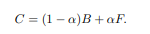 C = (1 − α)B + αF.